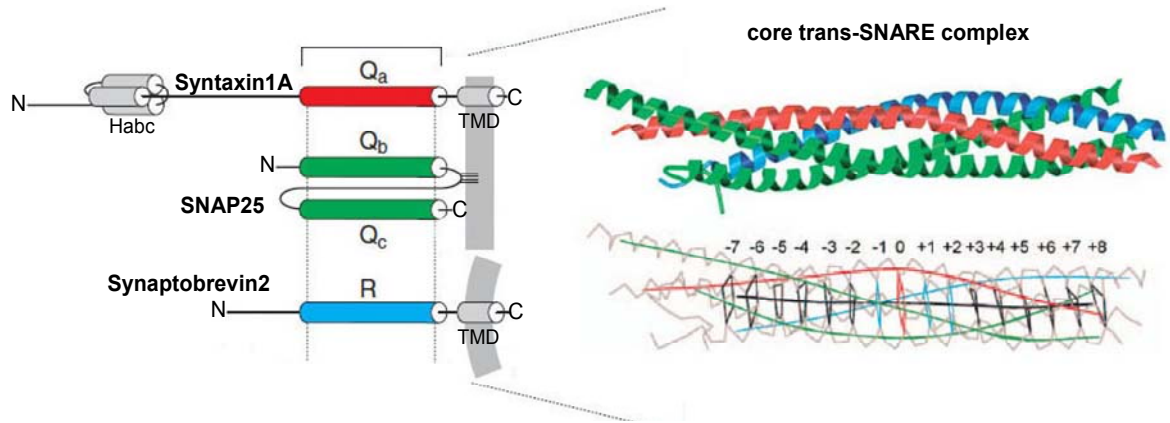 core trans-SNARE complex
Qa
Syntaxin1A
N
C
Habc
TMD
Qb
N
SNAP25
C
Qc
Synaptobrevin2
R
N
C
TMD
-7 -6 -5 -4 -3 -2 -1 0 +1 +2 +3 +4 +5 +6 +7 +8